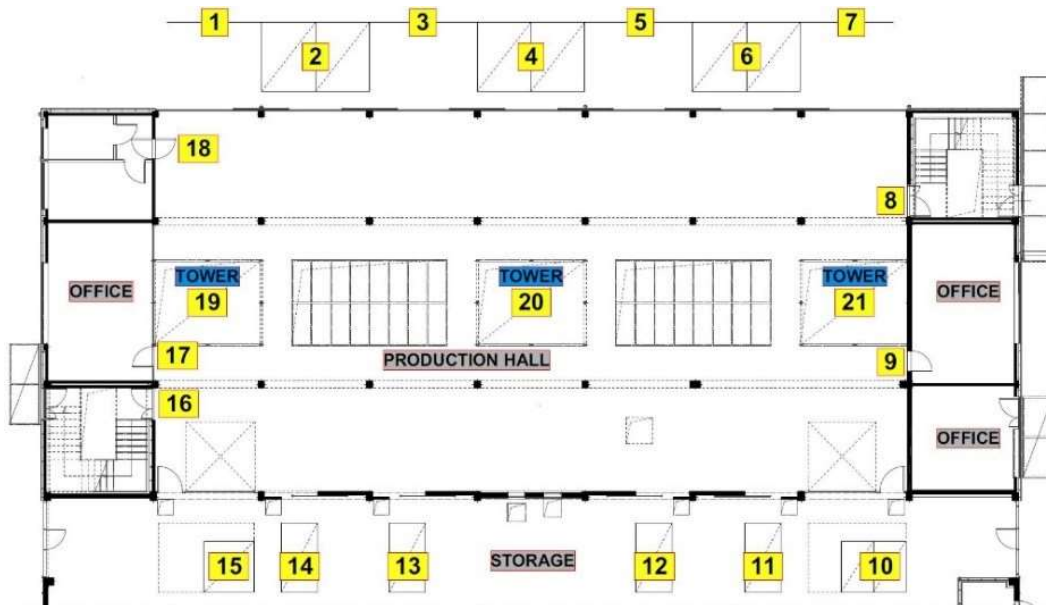 1 3 5 7
2 4 6
18
8
TOWER TOWER TOWER
OFFICE OFFICE
19 20 21
17 PRODUCTION HALL 9
16
OFFICE
15 14 13 STORAGE 12 11 10